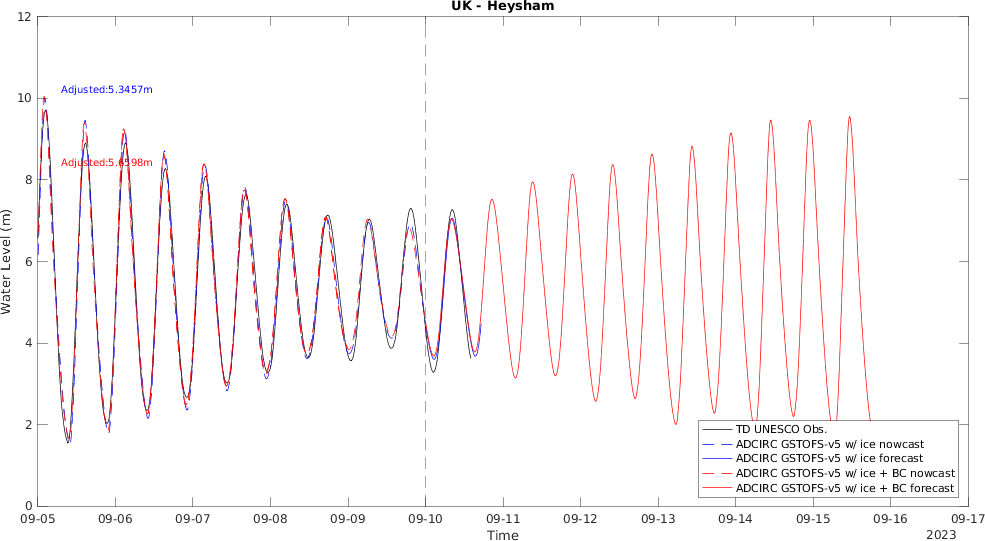 UK - Heysham
12
10
8
6
4
2
0
Water Level (m)
Adjusted:5.3457m
Adjusted:5.6598m
TD UNESCO Obs.
ADCIRC GSTOFS-v5 w/ ice nowcast
ADCIRC GSTOFS-v5 w/ ice forecast
ADCIRC GSTOFS-v5 w/ ice + BC nowcast
ADCIRC GSTOFS-v5 w/ ice + BC forecast
09-05 09-06 09-07 09-08 09-09 09-10 09-11 09-12 09-13 09-14 09-15 09-16 09-17
Time
2023